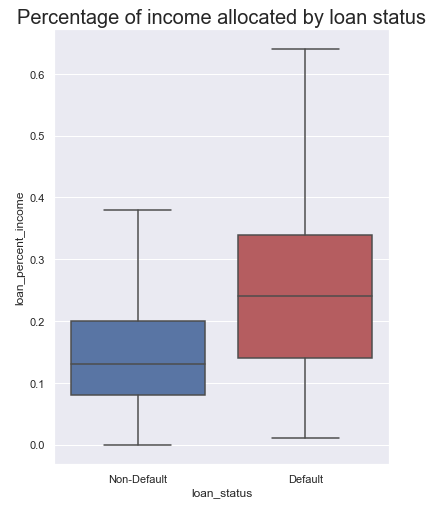 Percentage of income allocated by loan status
loan_percent_income
0.6
0.5
0.4
0.3
0.2
0.1
0.0
Non-Default Default
loan_status